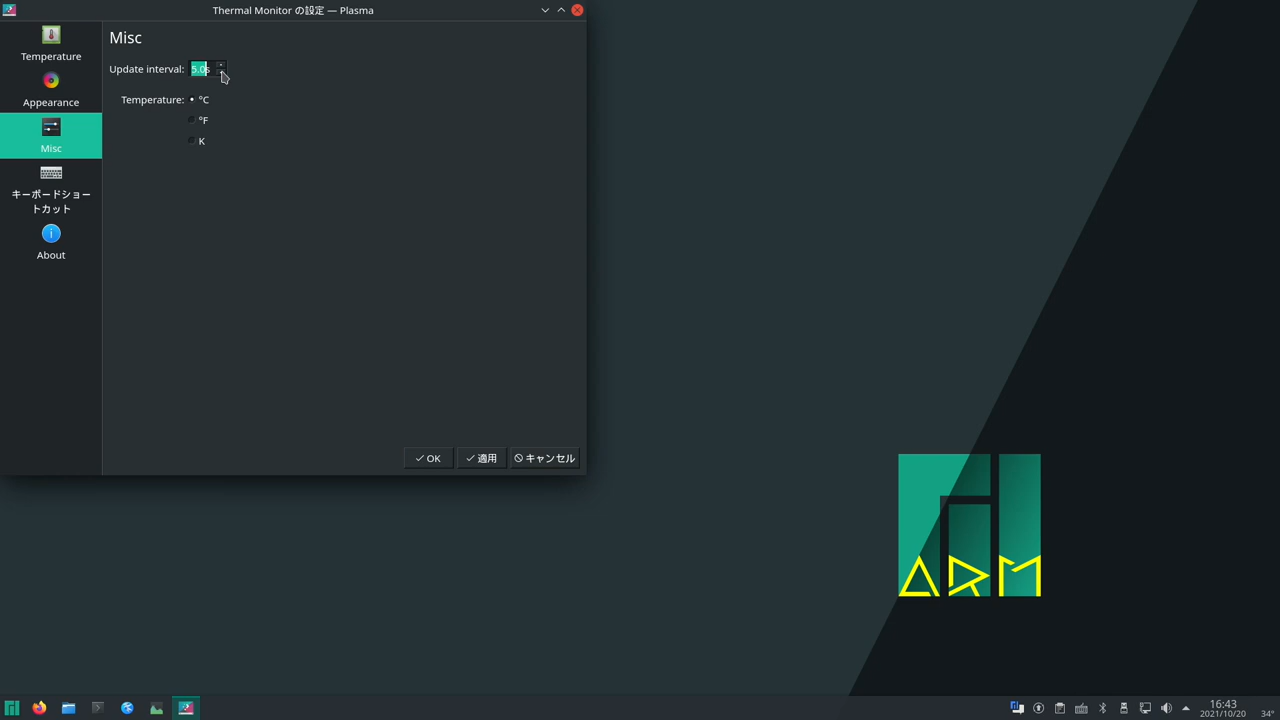 Thermal Monitor の設定 — Plasma
Temperature
Appearance
Misc
キーボードショー
トカット
About
Misc
Update interval: 5.0s
Temperature: °C
°F
K
OK
適用
キャンセル
ARM
16:43
2021/10/20
34°